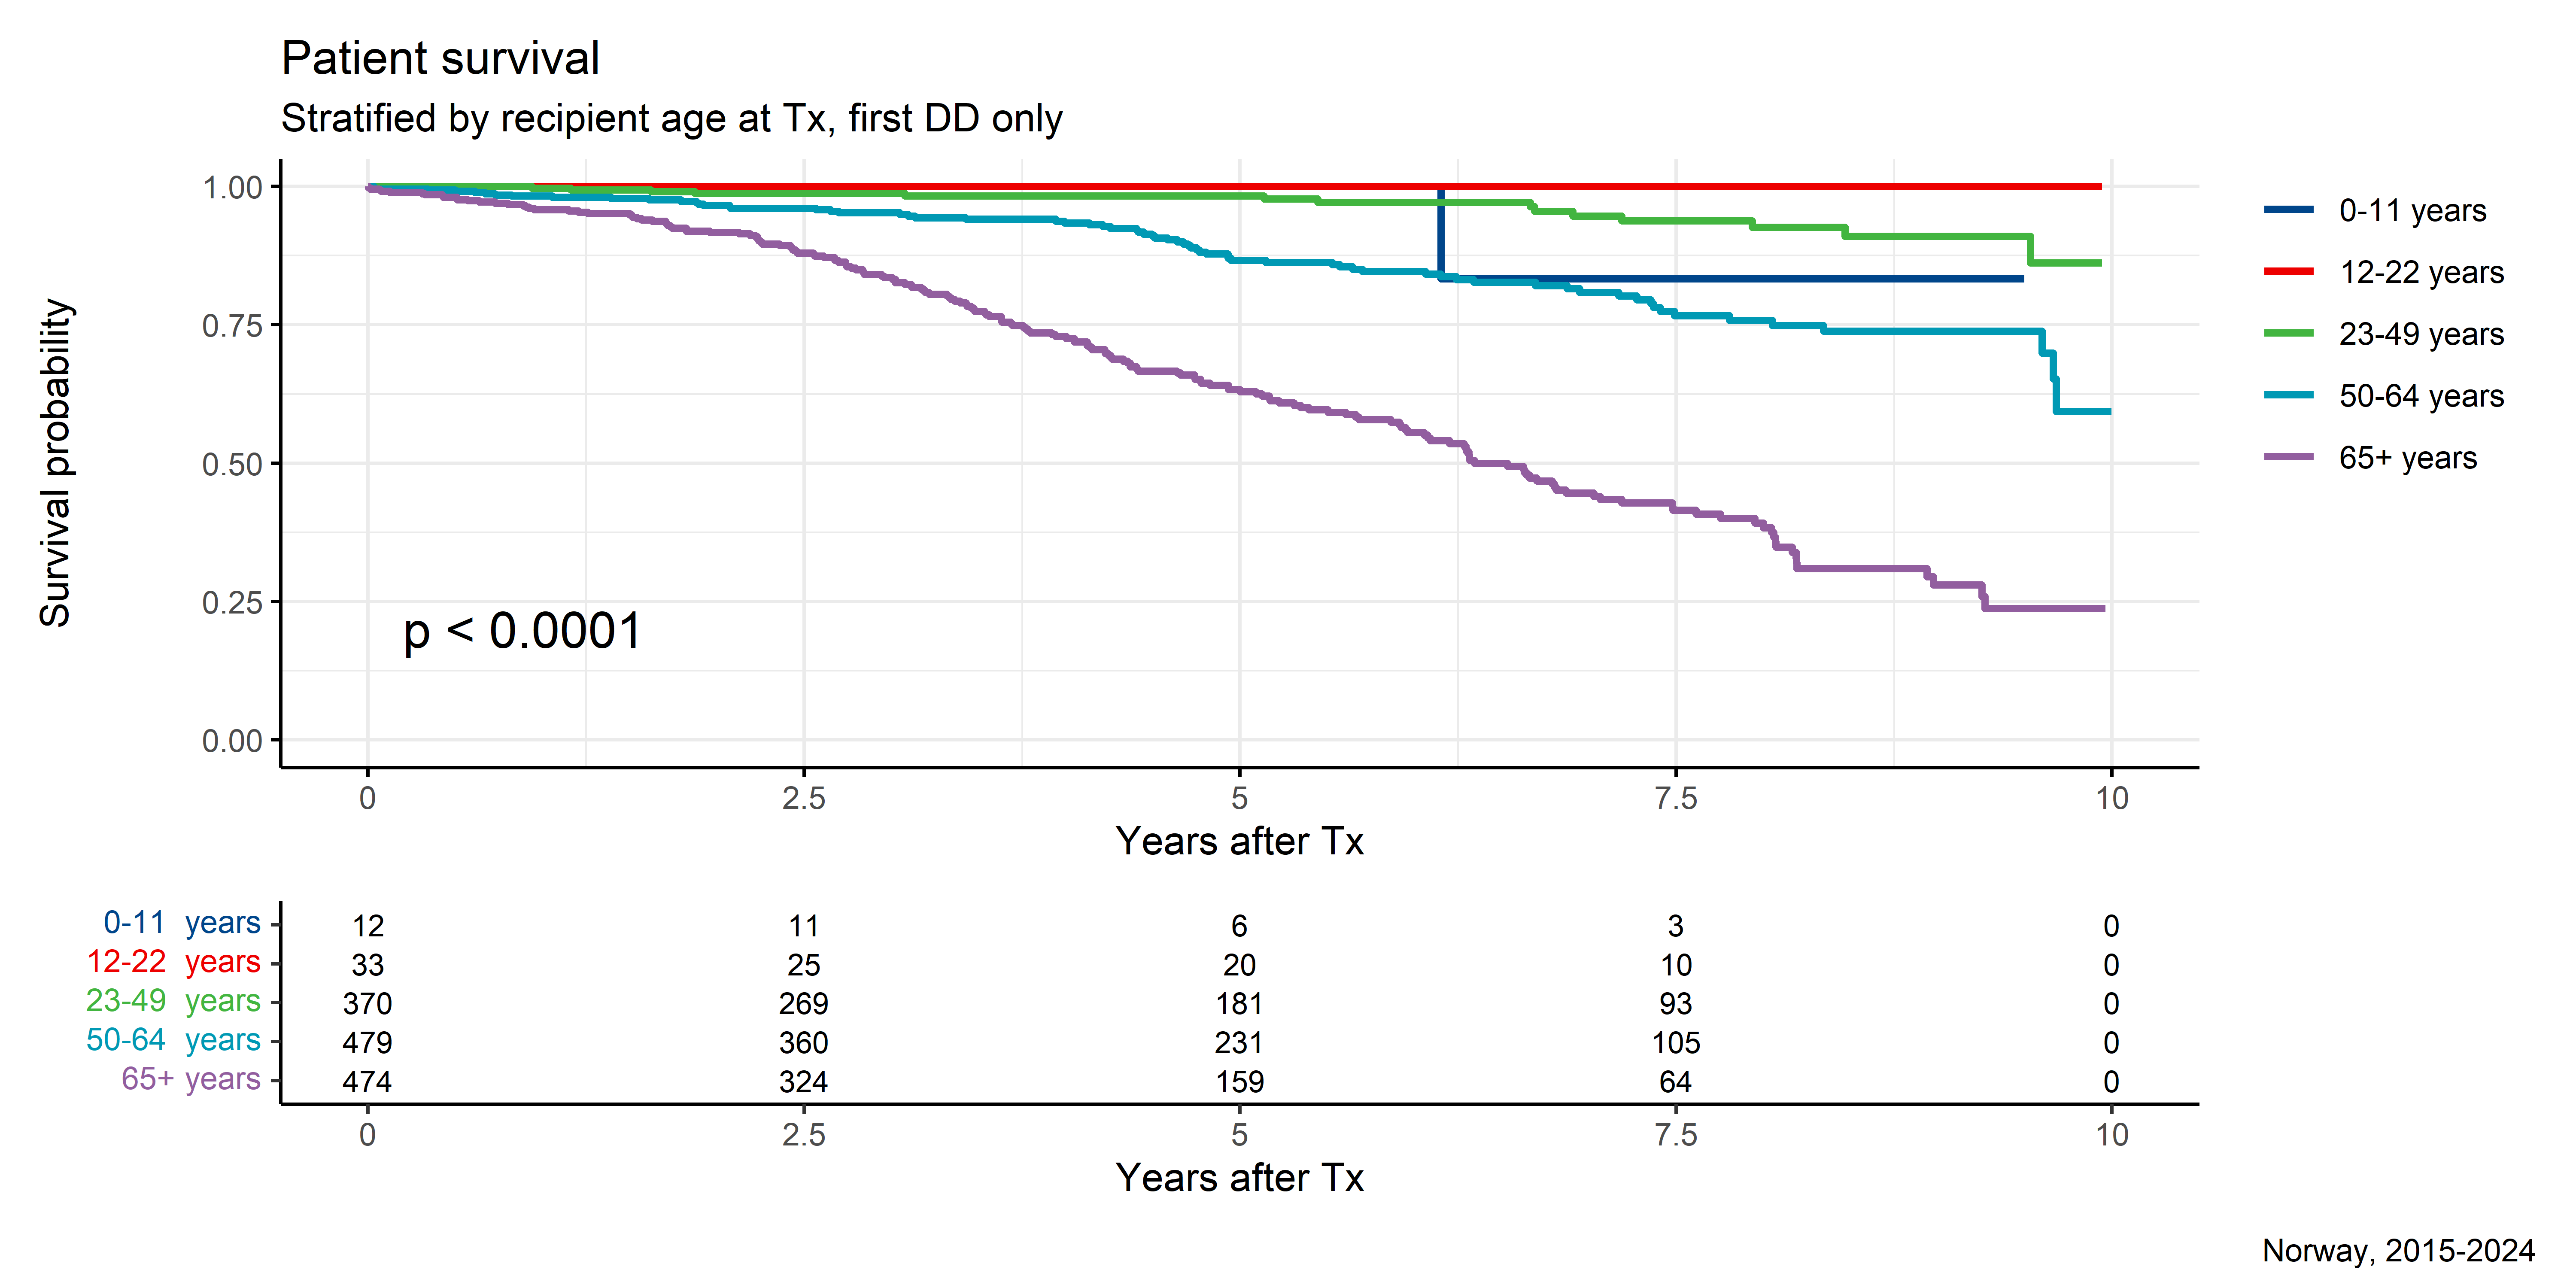 Patient survival
Stratified by recipient age at Tx, first DD only
Survival probability
1.00
0.75
0.50
0.25
0.00
p < 0.0001
0 2.5 5 7.5 10
Years after Tx
0-11 years
12-22 years
23-49 years
50-64 years
65+ years
0-11 years 12 11 6 3 0
12-22 years 33 25 20 10 0
23-49 years 370 269 181 93 0
50-64 years 479 360 231 105 0
65+ years 474 324 159 64 0
0 2.5 5 7.5 10
Years after Tx
Norway, 2015-2024